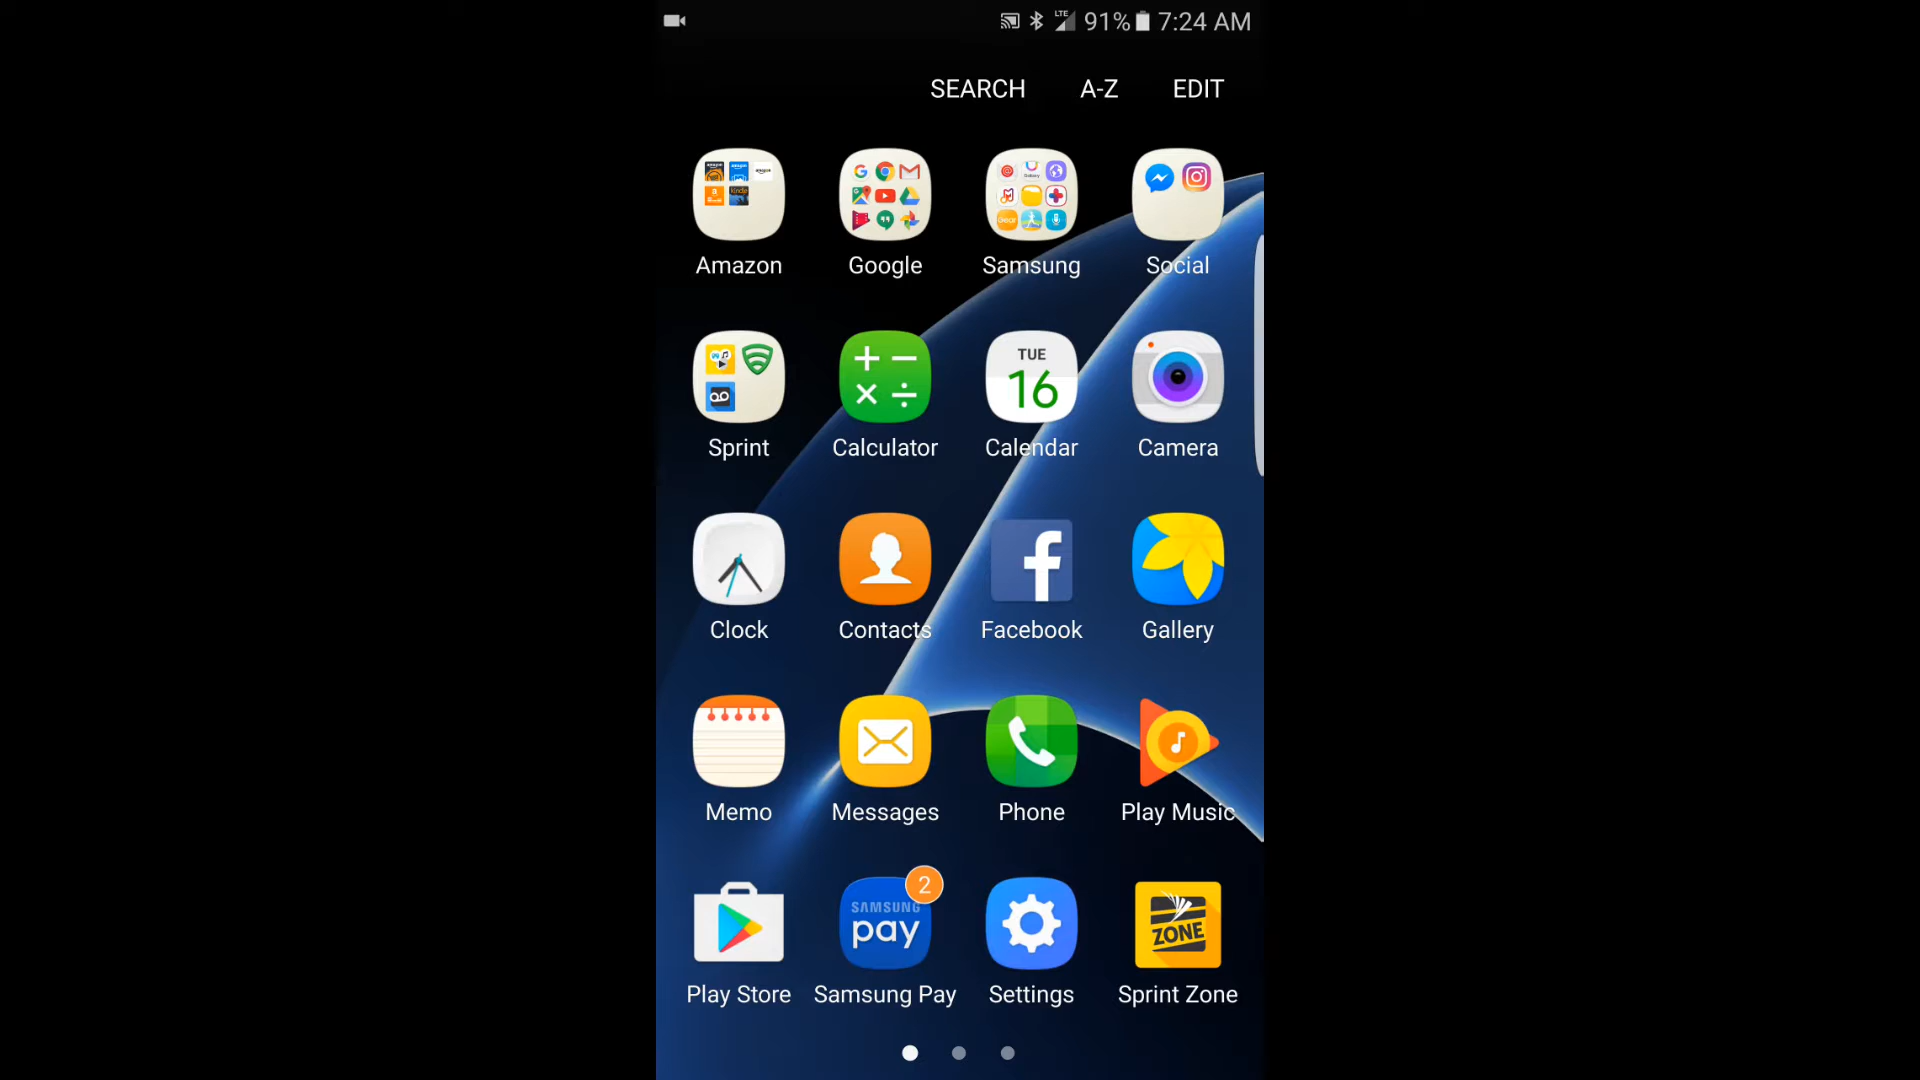 LTE 91% 7:24 AM
SEARCH A-Z EDIT
Amazon Google Samsung Social
TUE
16
Sprint Calculator Calendar Camera
Clock Contacts Facebook Gallery
Memo Messages Phone Play Music
2
SAMSUNG
pay
ZONE
Play Store Samsung Pay Settings Sprint Zone